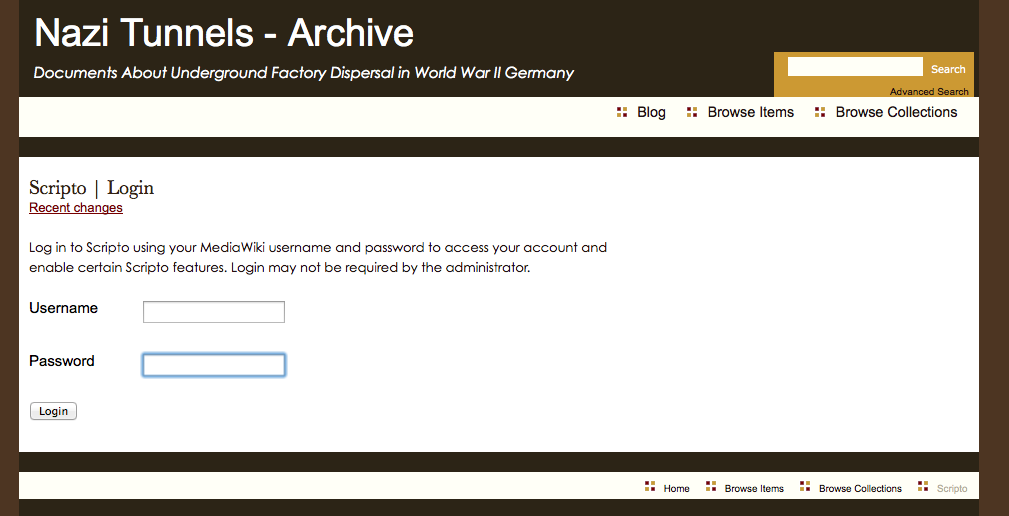 Nazi Tunnels - Archive
Documents About Underground Factory Dispersal in World War II Germany
Search
Advanced Search
Blog Browse Items Browse Collections
Scripto | Login
Recent changes
Log in to Scripto using your MediaWiki username and password to access your account and
enable certain Scripto features. Login may not be required by the administrator.
Username
Password
Login
Home Browse Items Browse Collections Scripto